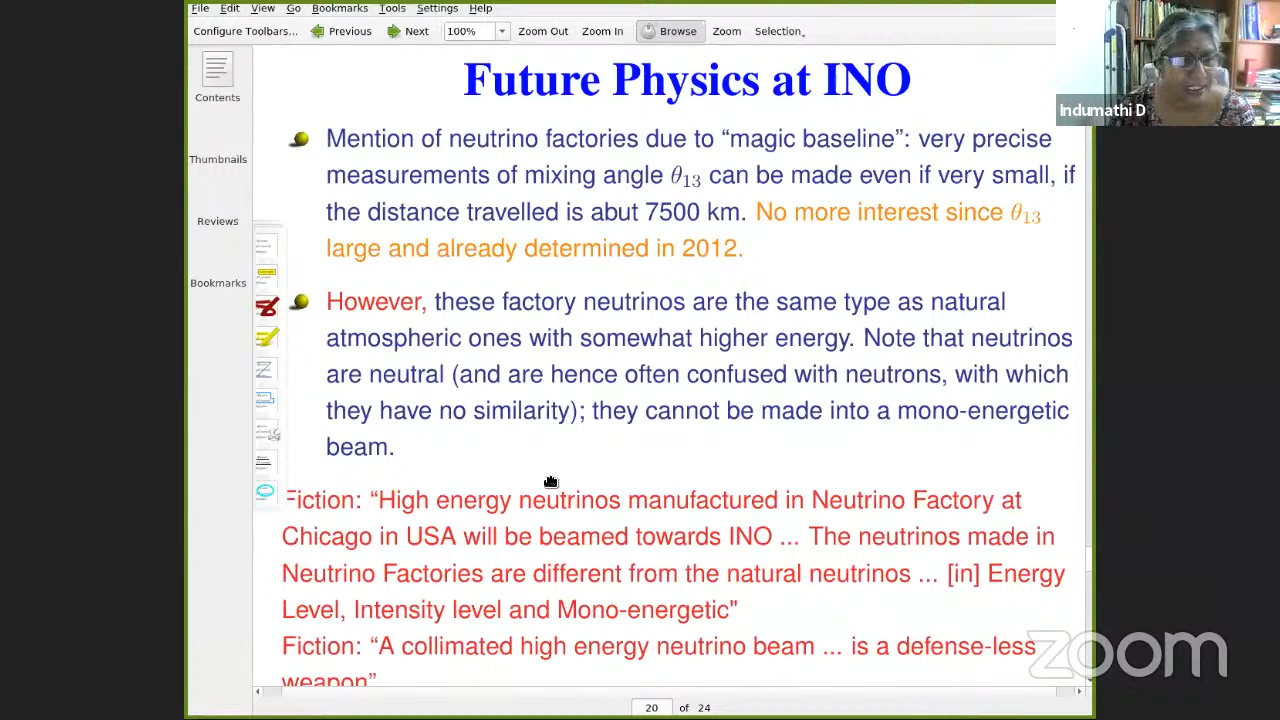 File Edit View Go Bookmarks Tools Settings Help
Configure Toolbars... Previous Next 100% Zoom Out Zoom In Browse Zoom Selection
Contents
Thumbnails
Reviews
Bookmarks
Future Physics at INO
Mention of neutrino factories due to “magic baseline”: very precise
measurements of mixing angle θ13 can be made even if very small, if
the distance travelled is abut 7500 km. No more interest since θ13
large and already determined in 2012.
However, these factory neutrinos are the same type as natural
atmospheric ones with somewhat higher energy. Note that neutrinos
are neutral (and are hence often confused with neutrons, with which
they have no similarity); they cannot be made into a mono-energetic
beam.
Fiction: “High energy neutrinos manufactured in Neutrino Factory at
Chicago in USA will be beamed towards INO ... The neutrinos made in
Neutrino Factories are different from the natural neutrinos ... [in] Energy
Level, Intensity level and Mono-energetic"
Fiction: “A collimated high energy neutrino beam ... is a defense-less
weapon”
20 of 24
Indumathi D
zoom